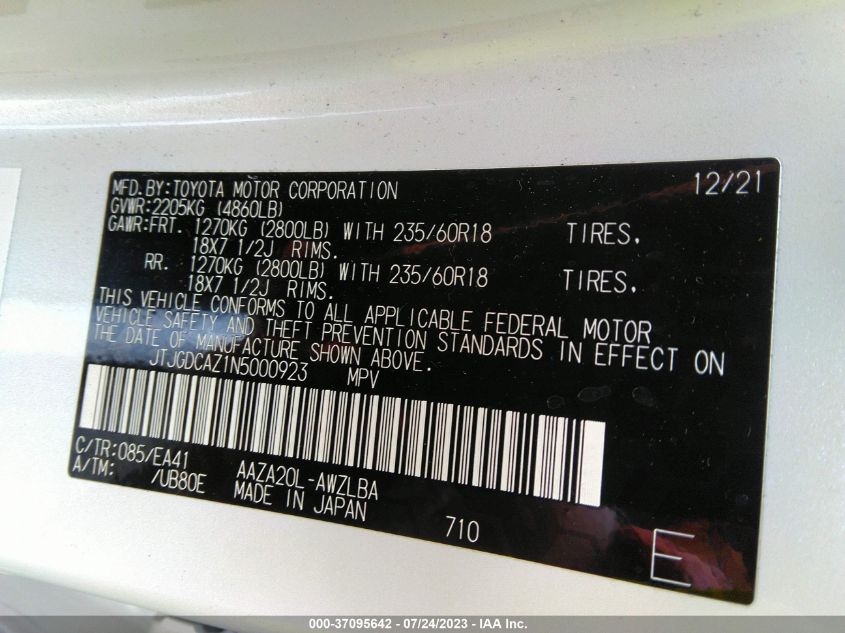 MFD.BY:TOYOTA MOTOR CORPORATION 12/21
GVWR:2205KG (4860LB)
GAWR:FRT. 1270KG (2800LB) WITH 235/60R18 TIRES,
18X7 1/2J RIMS.
RR. 1270KG (2800LB) WITH 235/60R18 TIRES,
18X7 1/2J RIMS.
THIS VEHICLE CONFORMS TO ALL APPLICABLE FEDERAL MOTOR
VEHICLE SAFETY AND THEFT PREVENTION STANDARDS IN EFFECT ON
THE DATE OF MANUFACTURE SHOWN ABOVE.
JTJGDCAZ1N5000923 MPV
C/TR:085/EA41 AAZA20L-AWZLBA
A/TM: /UB80E MADE IN JAPAN 710
E
000-37095642 - 07/24/2023 - IAA Inc.